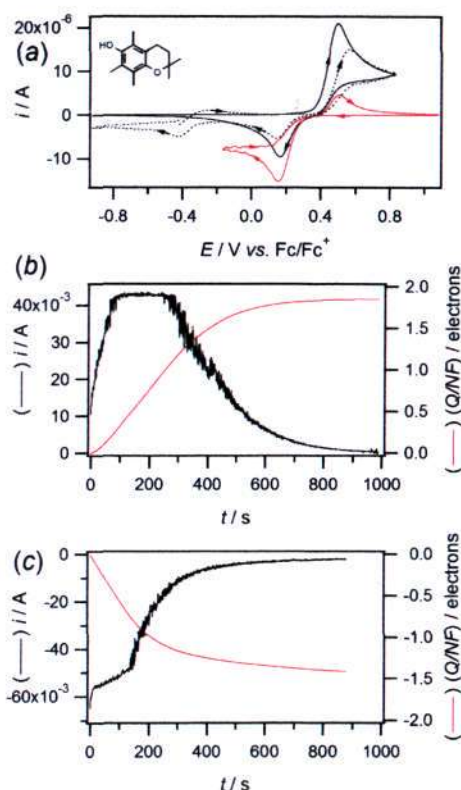 (a)
20x10⁻⁶
10
0
-10
i / A
HO
O
-0.8 -0.4 0.0 0.4 0.8
E / V vs. Fc/Fc⁺
(b)
40x10⁻³
30
20
10
0
(—) i / A
2.0
1.5
1.0
0.5
0.0
(—) (Q/NF) / electrons
0 200 400 600 800 1000
t / s
(c)
0
-20
-40
-60x10⁻³
(—) i / A
0.0
-0.5
-1.0
-1.5
-2.0
(—) (Q/NF) / electrons
0 200 400 600 800 1000
t / s